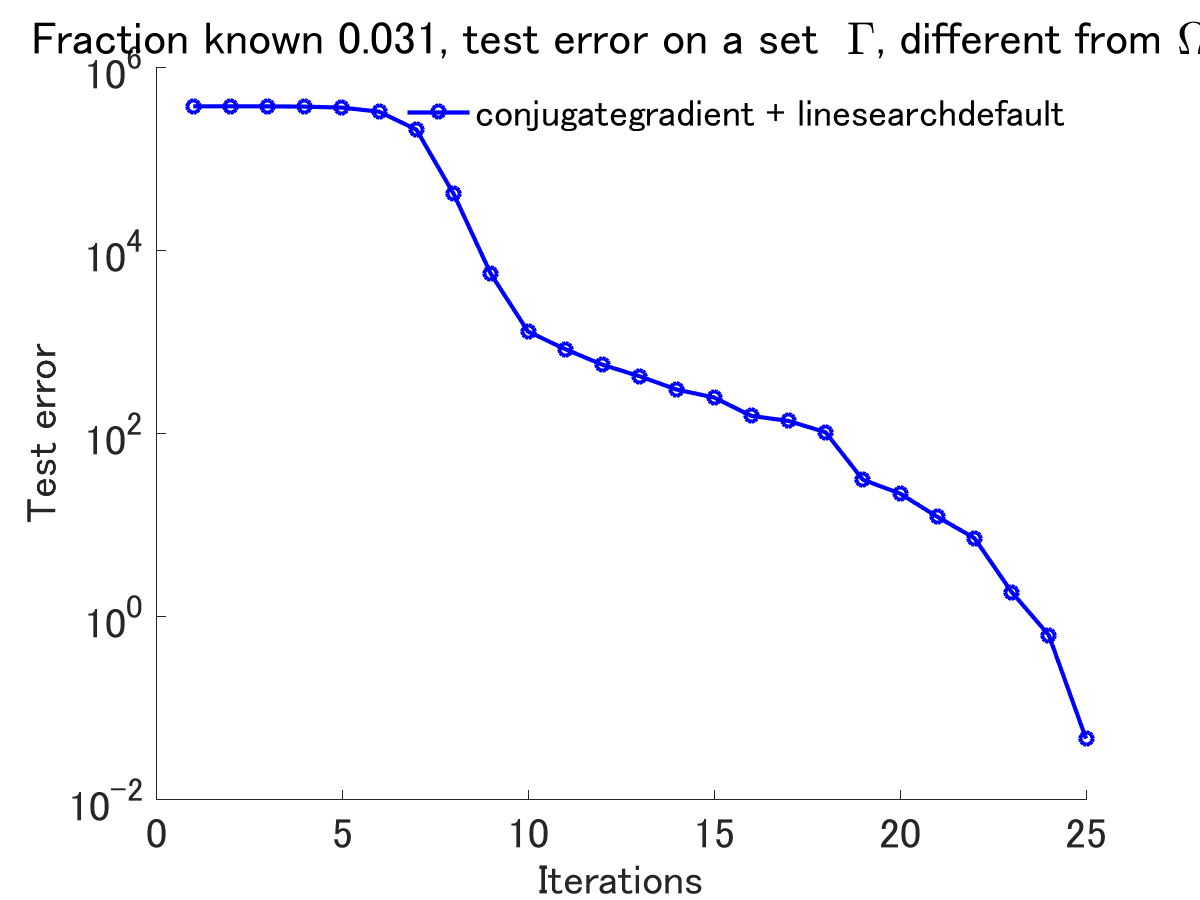 Fraction known 0.031, test error on a set Γ, different from Ω
conjugategradient + linesearchdefault
10^6
10^4
10^2
10^0
10^-2
Test error
0 5 10 15 20 25
Iterations